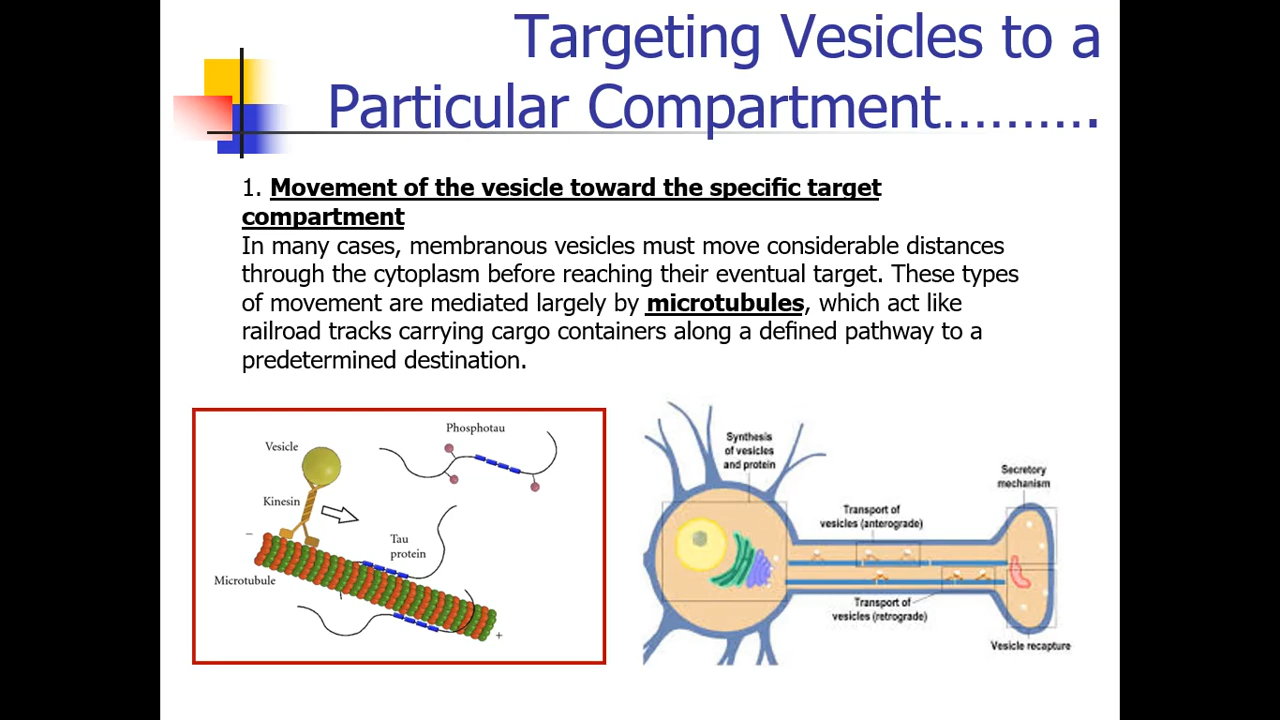 Targeting Vesicles to a
Particular Compartment……….
1. Movement of the vesicle toward the specific target
compartment
In many cases, membranous vesicles must move considerable distances
through the cytoplasm before reaching their eventual target. These types
of movement are mediated largely by microtubules, which act like
railroad tracks carrying cargo containers along a defined pathway to a
predetermined destination.
Phosphotau
Vesicle
Kinesin
−
Tau
protein
Microtubule
+
Synthesis
of vesicles
and protein
Secretory
mechanism
Transport of
vesicles (anterograde)
Transport of
vesicles (retrograde)
Vesicle recapture